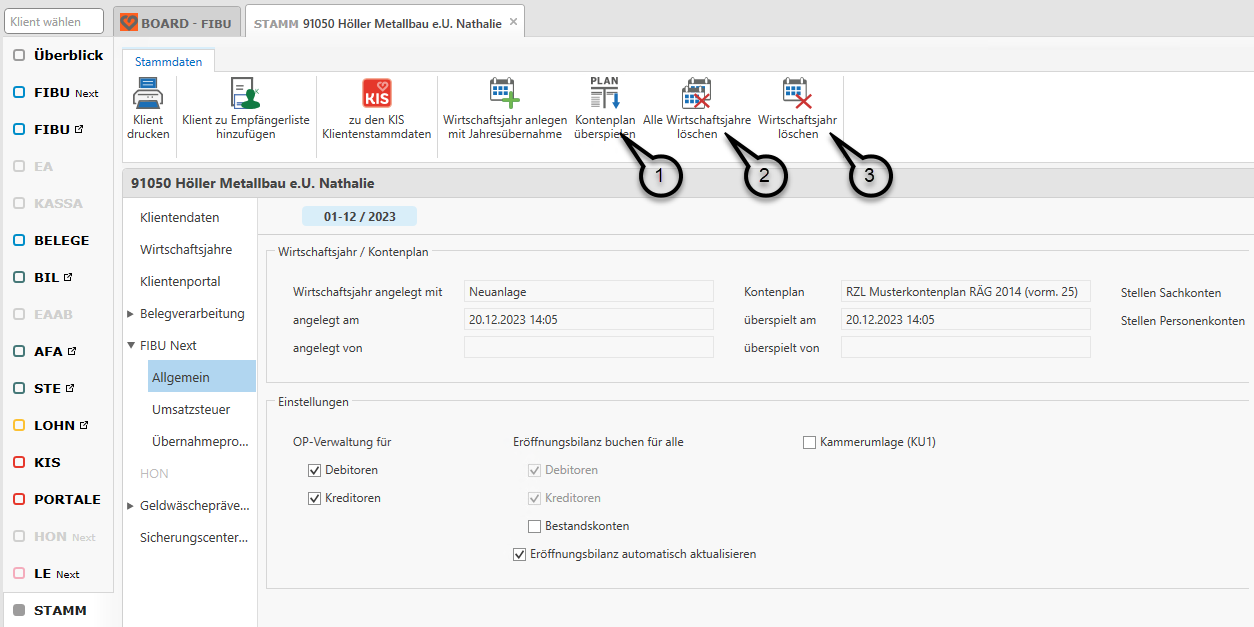 Klient wählen
BOARD - FIBU
STAMM 91050 Höller Metallbau e.U. Nathalie
Überblick
FIBU Next
FIBU
EA
KASSA
BELEGE
BIL
EAAB
AFA
STE
LOHN
KIS
PORTALE
HON Next
LE Next
STAMM
Stammdaten
Klient
drucken
Klient zu Empfängerliste
hinzufügen
KIS
zu den KIS
Klientenstammdaten
Wirtschaftsjahr anlegen
mit Jahresübernahme
PLAN
Kontenplan
überspielen
Alle Wirtschaftsjahre
löschen
Wirtschaftsjahr
löschen
1
2
3
91050 Höller Metallbau e.U. Nathalie
Klientendaten
Wirtschaftsjahre
Klientenportal
Belegverarbeitung
FIBU Next
Allgemein
Umsatzsteuer
Übernahmepro...
HON
Geldwäschepräve...
Sicherungscenter...
01-12 / 2023
Wirtschaftsjahr / Kontenplan
Wirtschaftsjahr angelegt mit Neuanlage Kontenplan RZL Musterkontenplan RÄG 2014 (vorm. 25) Stellen Sachkonten
angelegt am 20.12.2023 14:05 überspielt am 20.12.2023 14:05 Stellen Personenkonten
angelegt von überspielt von
Einstellungen
OP-Verwaltung für Eröffnungsbilanz buchen für alle Kammerumlage (KU1)
Debitoren Debitoren
Kreditoren Kreditoren
Bestandskonten
Eröffnungsbilanz automatisch aktualisieren